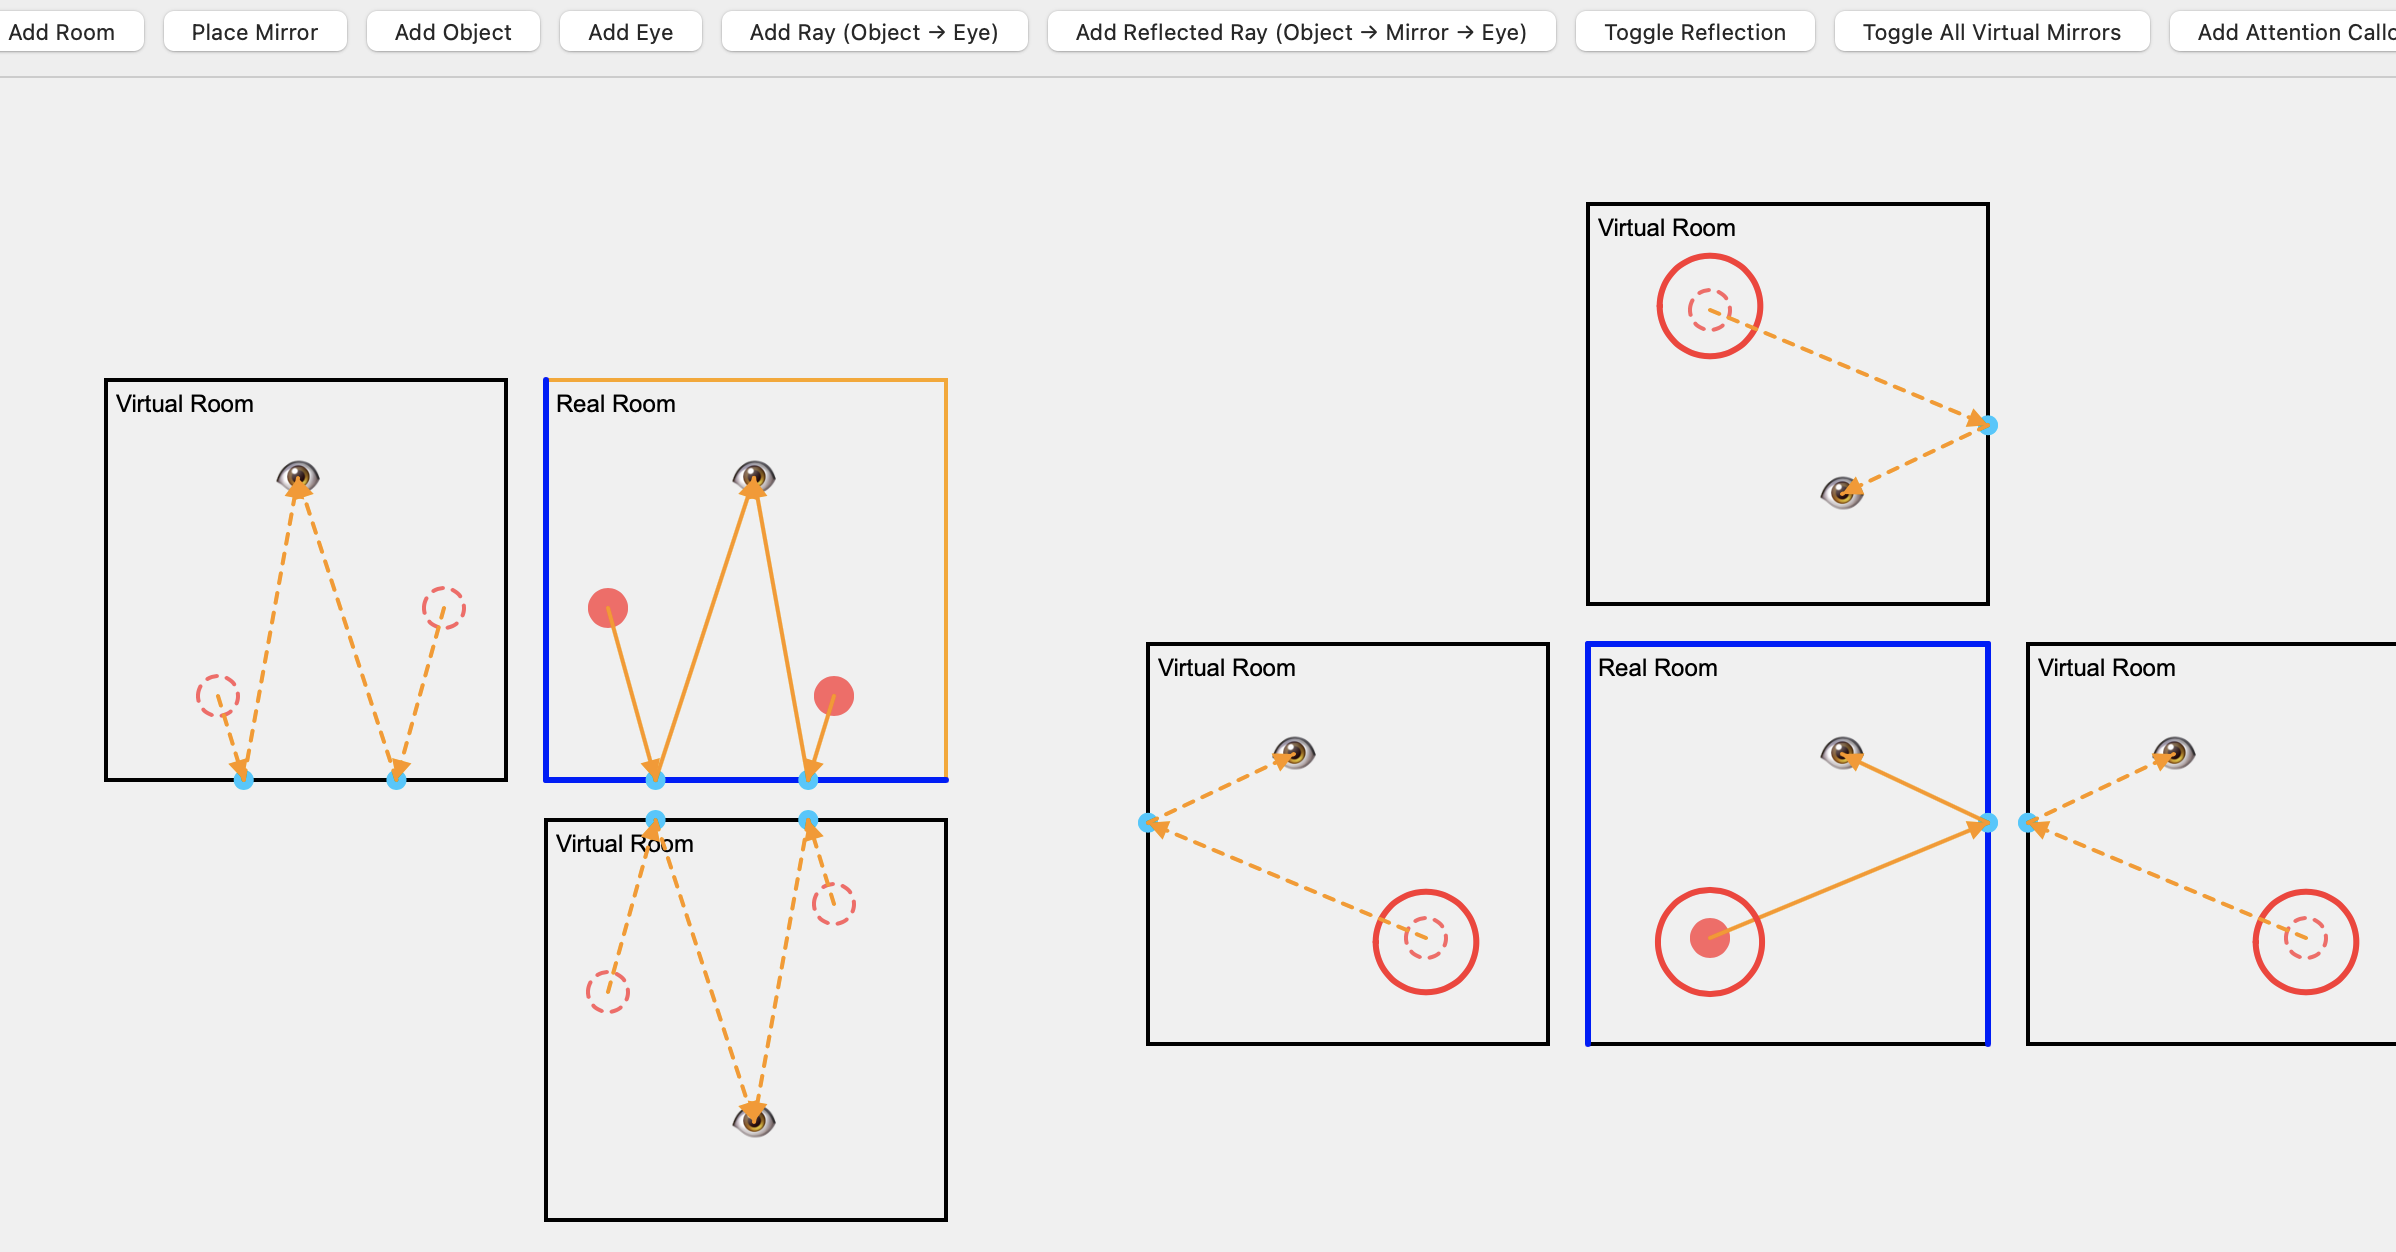 Add Room
Place Mirror
Add Object
Add Eye
Add Ray (Object → Eye)
Add Reflected Ray (Object → Mirror → Eye)
Toggle Reflection
Toggle All Virtual Mirrors
Add Attention
Virtual Room
Virtual Room
Real Room
Virtual Room
Virtual Room
Real Room
Virtual Room